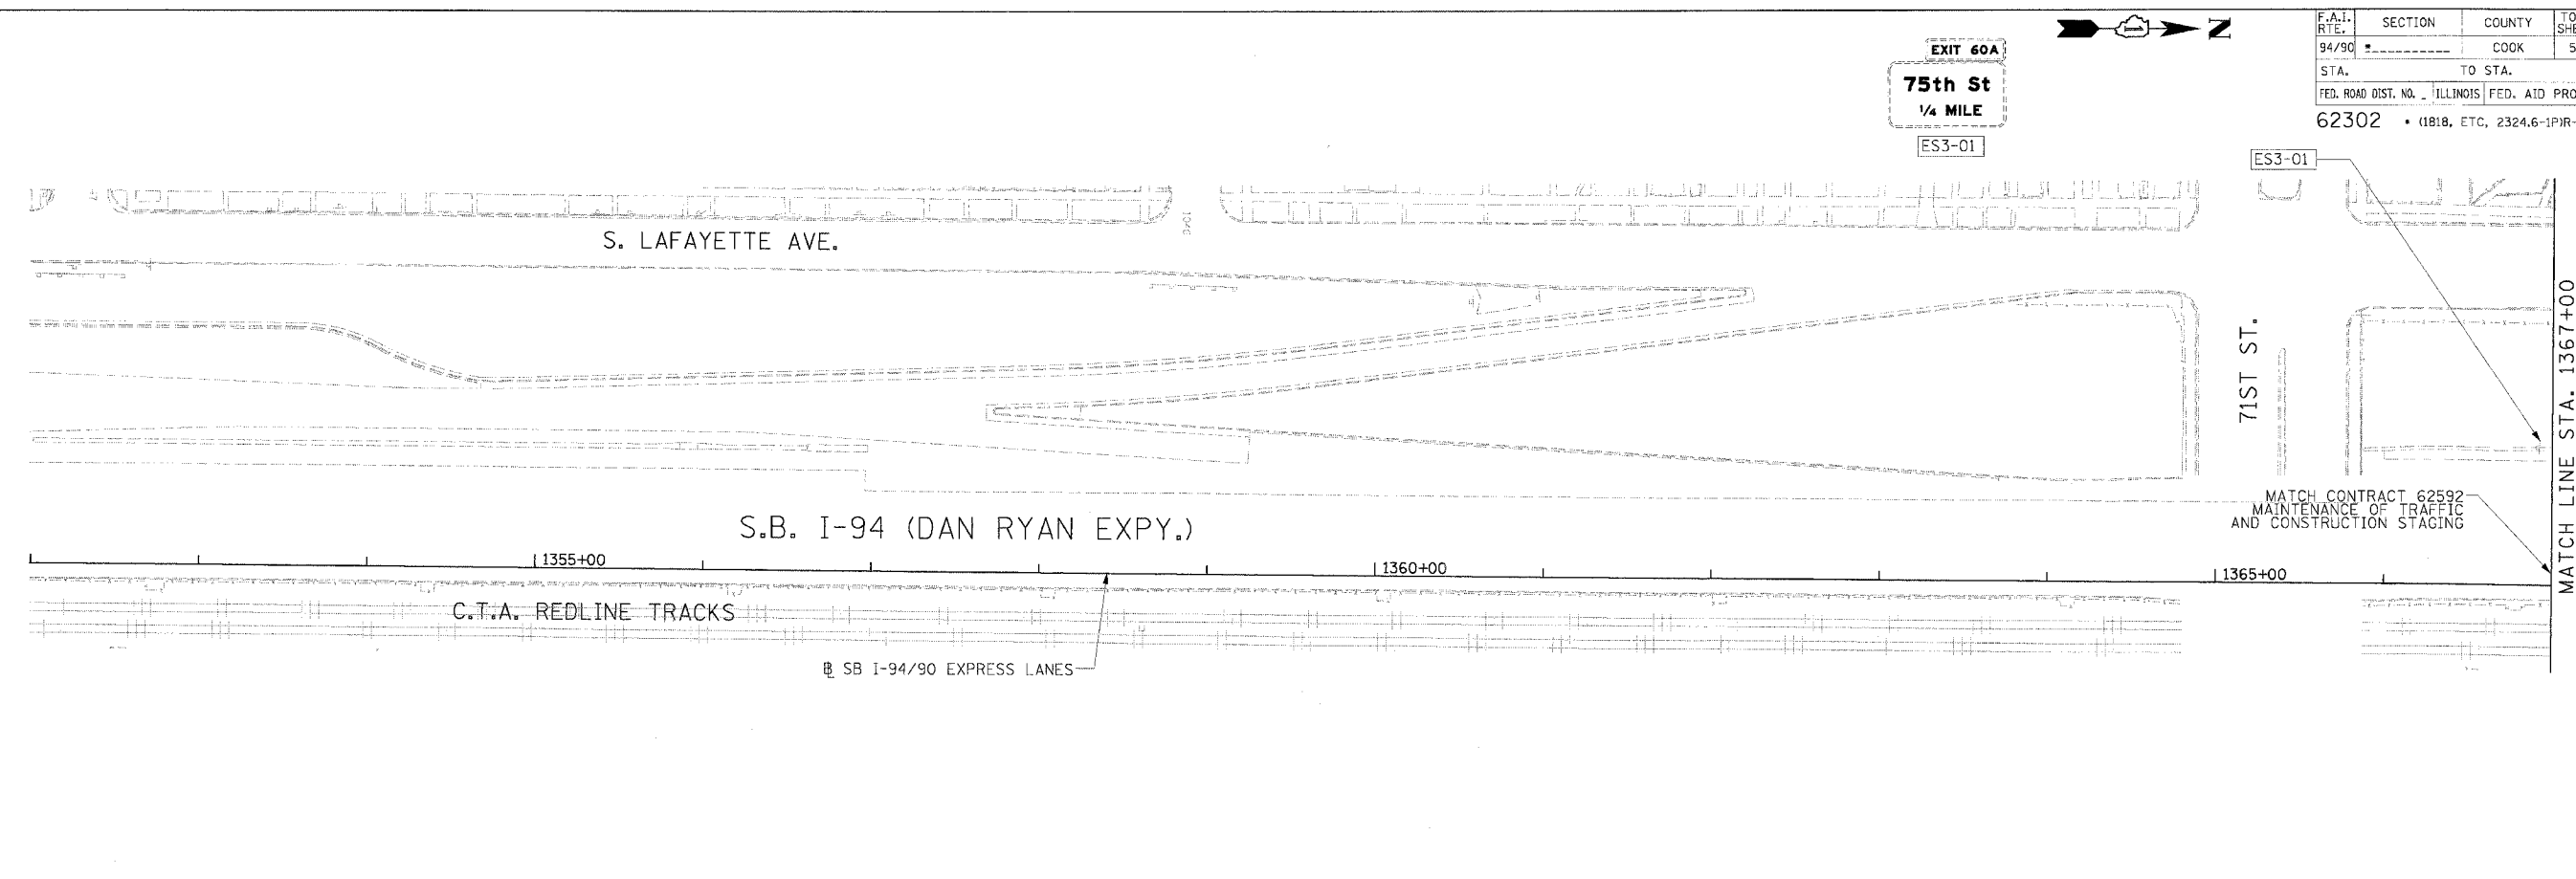 N
F.A.I. RTE. SECTION COUNTY
94/90 * COOK
STA. TO STA.
FED. ROAD DIST. NO. ILLINOIS FED. AID
62302 * (1818, ETC, 2324.6-1P)R-
EXIT 60A
75th St
1/4 MILE
ES3-01
ES3-01
S. LAFAYETTE AVE.
71ST ST.
MATCH LINE STA. 1367+00
MATCH CONTRACT 62592
MAINTENANCE OF TRAFFIC
AND CONSTRUCTION STAGING
S.B. I-94 (DAN RYAN EXPY.)
1355+00
1360+00
1365+00
C.T.A. REDLINE TRACKS
℄ SB I-94/90 EXPRESS LANES